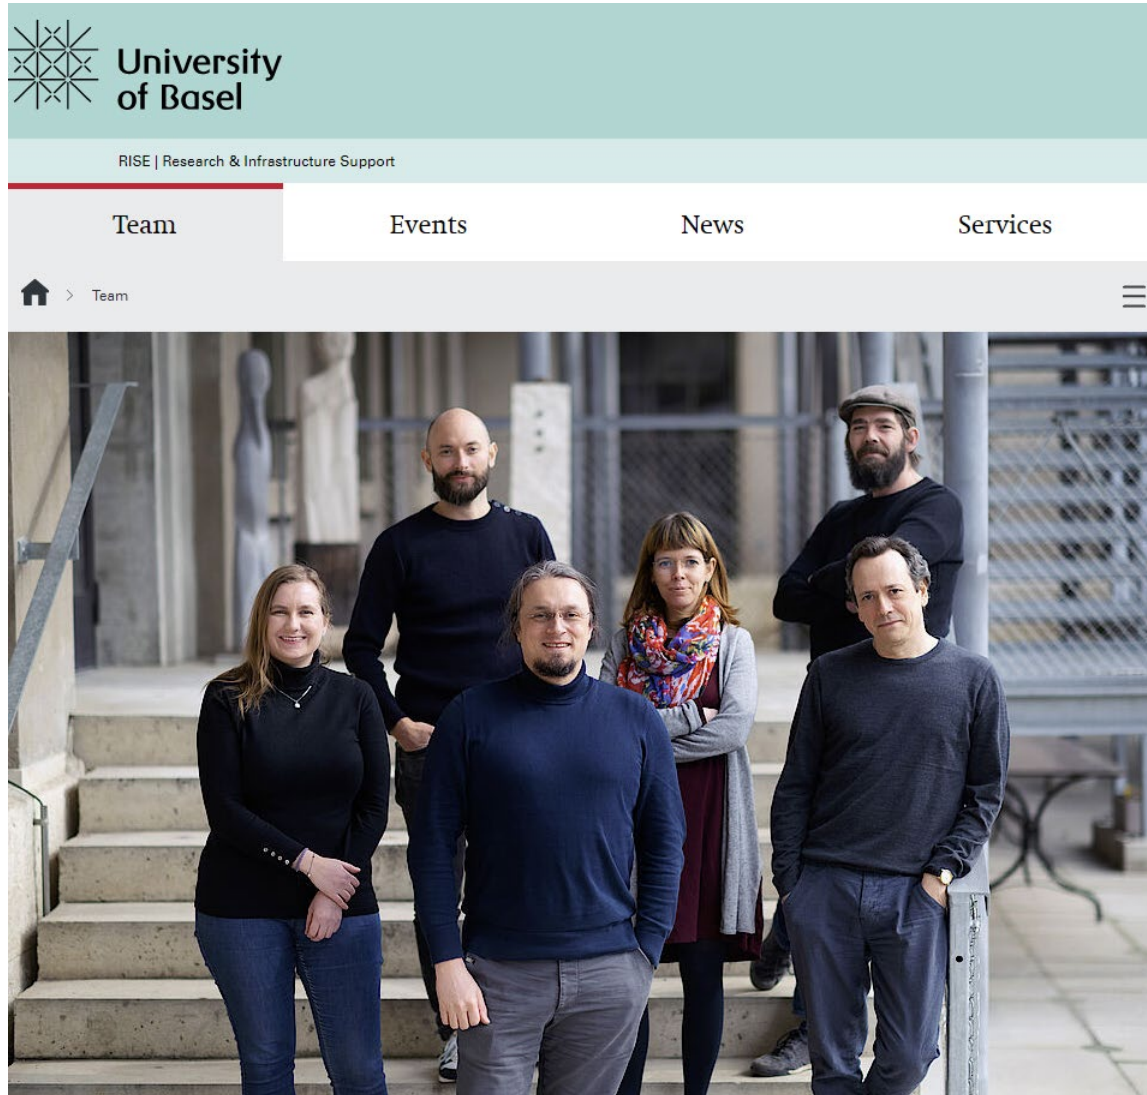 University
of Basel
RISE | Research & Infrastructure Support
Team
Events
News
Services
Team